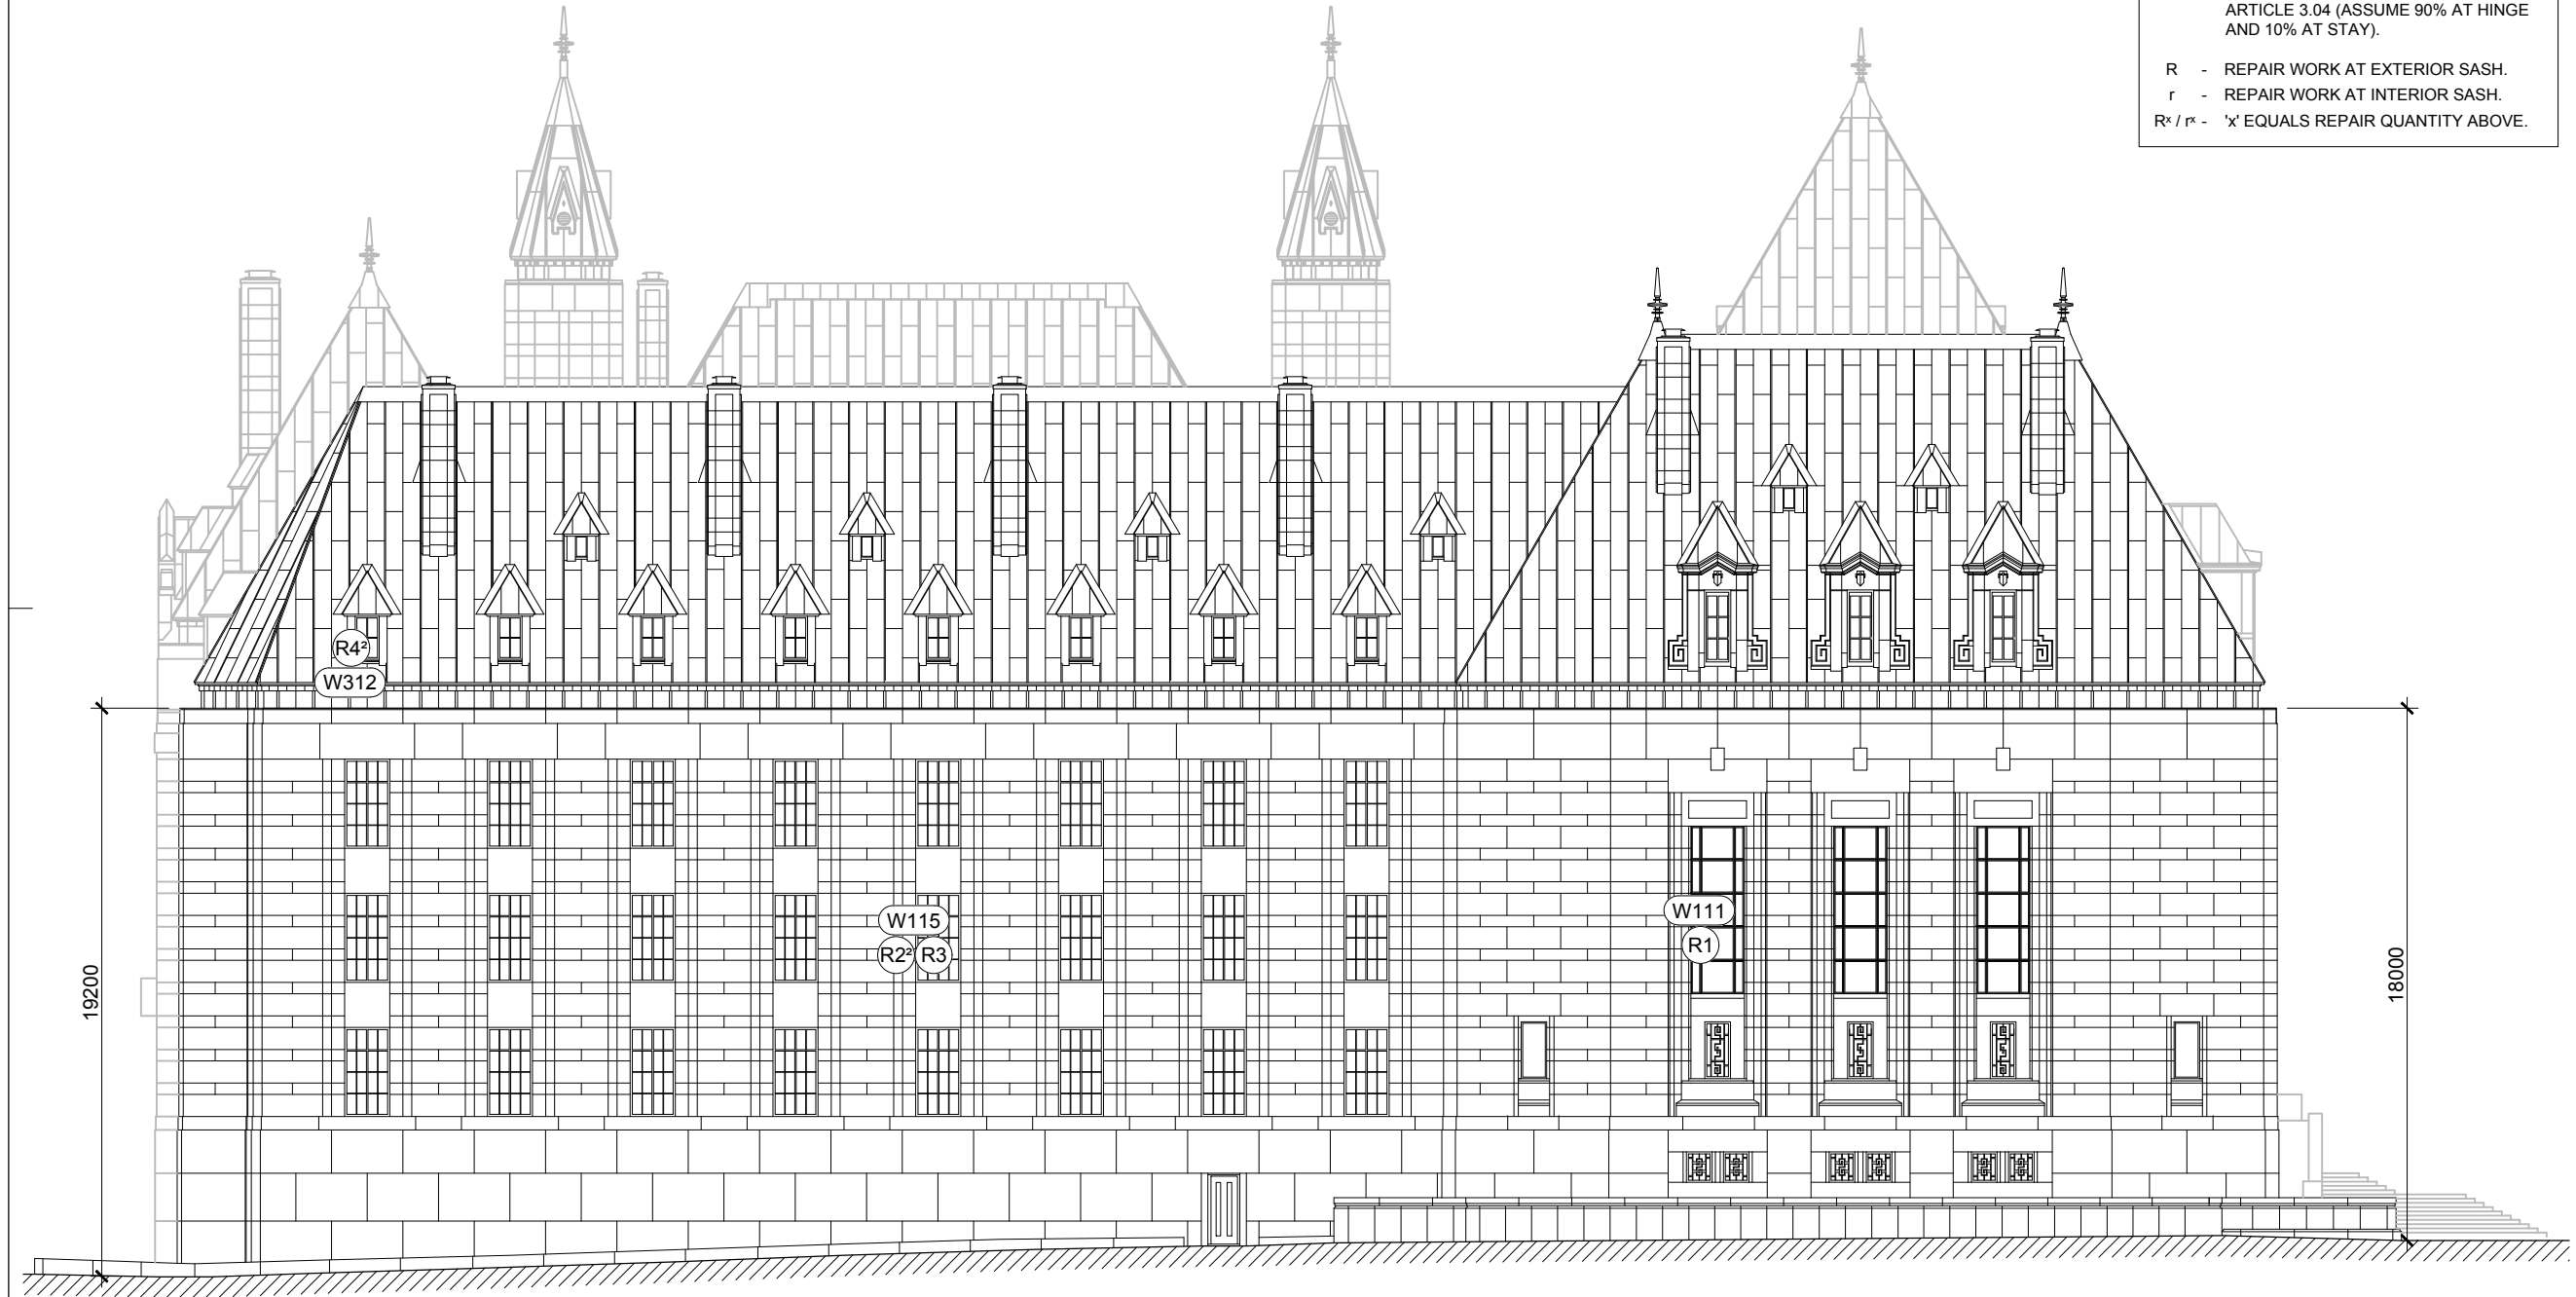 ARTICLE 3.04 (ASSUME 90% AT HINGE
AND 10% AT STAY).
R - REPAIR WORK AT EXTERIOR SASH.
r - REPAIR WORK AT INTERIOR SASH.
Rˣ / rˣ - 'x' EQUALS REPAIR QUANTITY ABOVE.
R4²
W312
W115
R2² R3
W111
R1
19200
18000